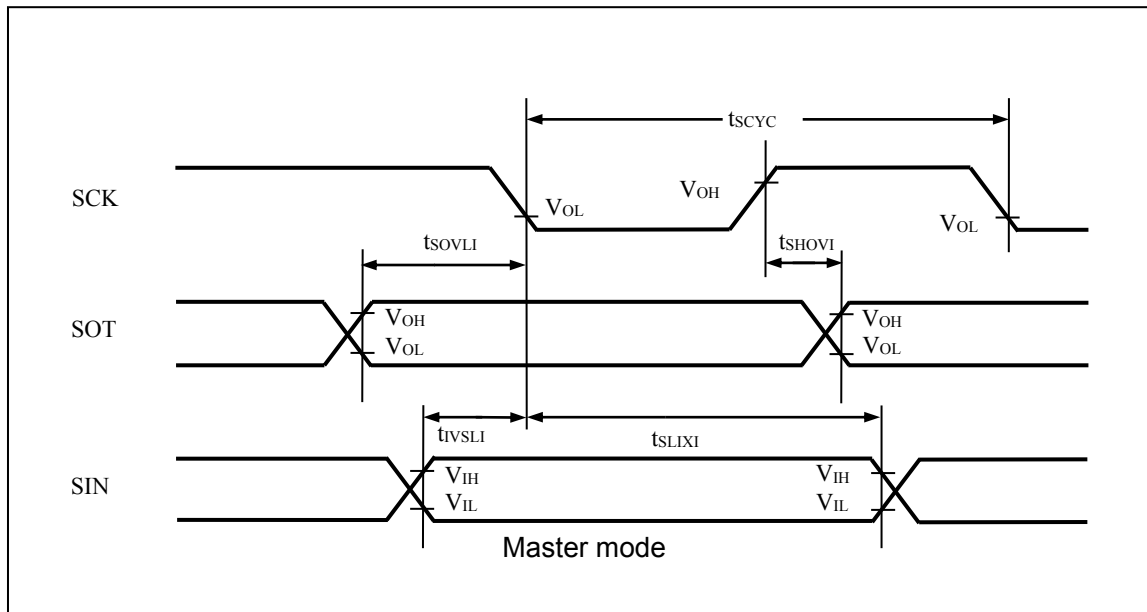 tSCYC
SCK
VOH
VOL
VOL
tSOVLI
tSHOVI
SOT
VOH
VOH
VOL
VOL
tIVSLI
tSLIXI
SIN
VIH
VIH
VIL
VIL
Master mode